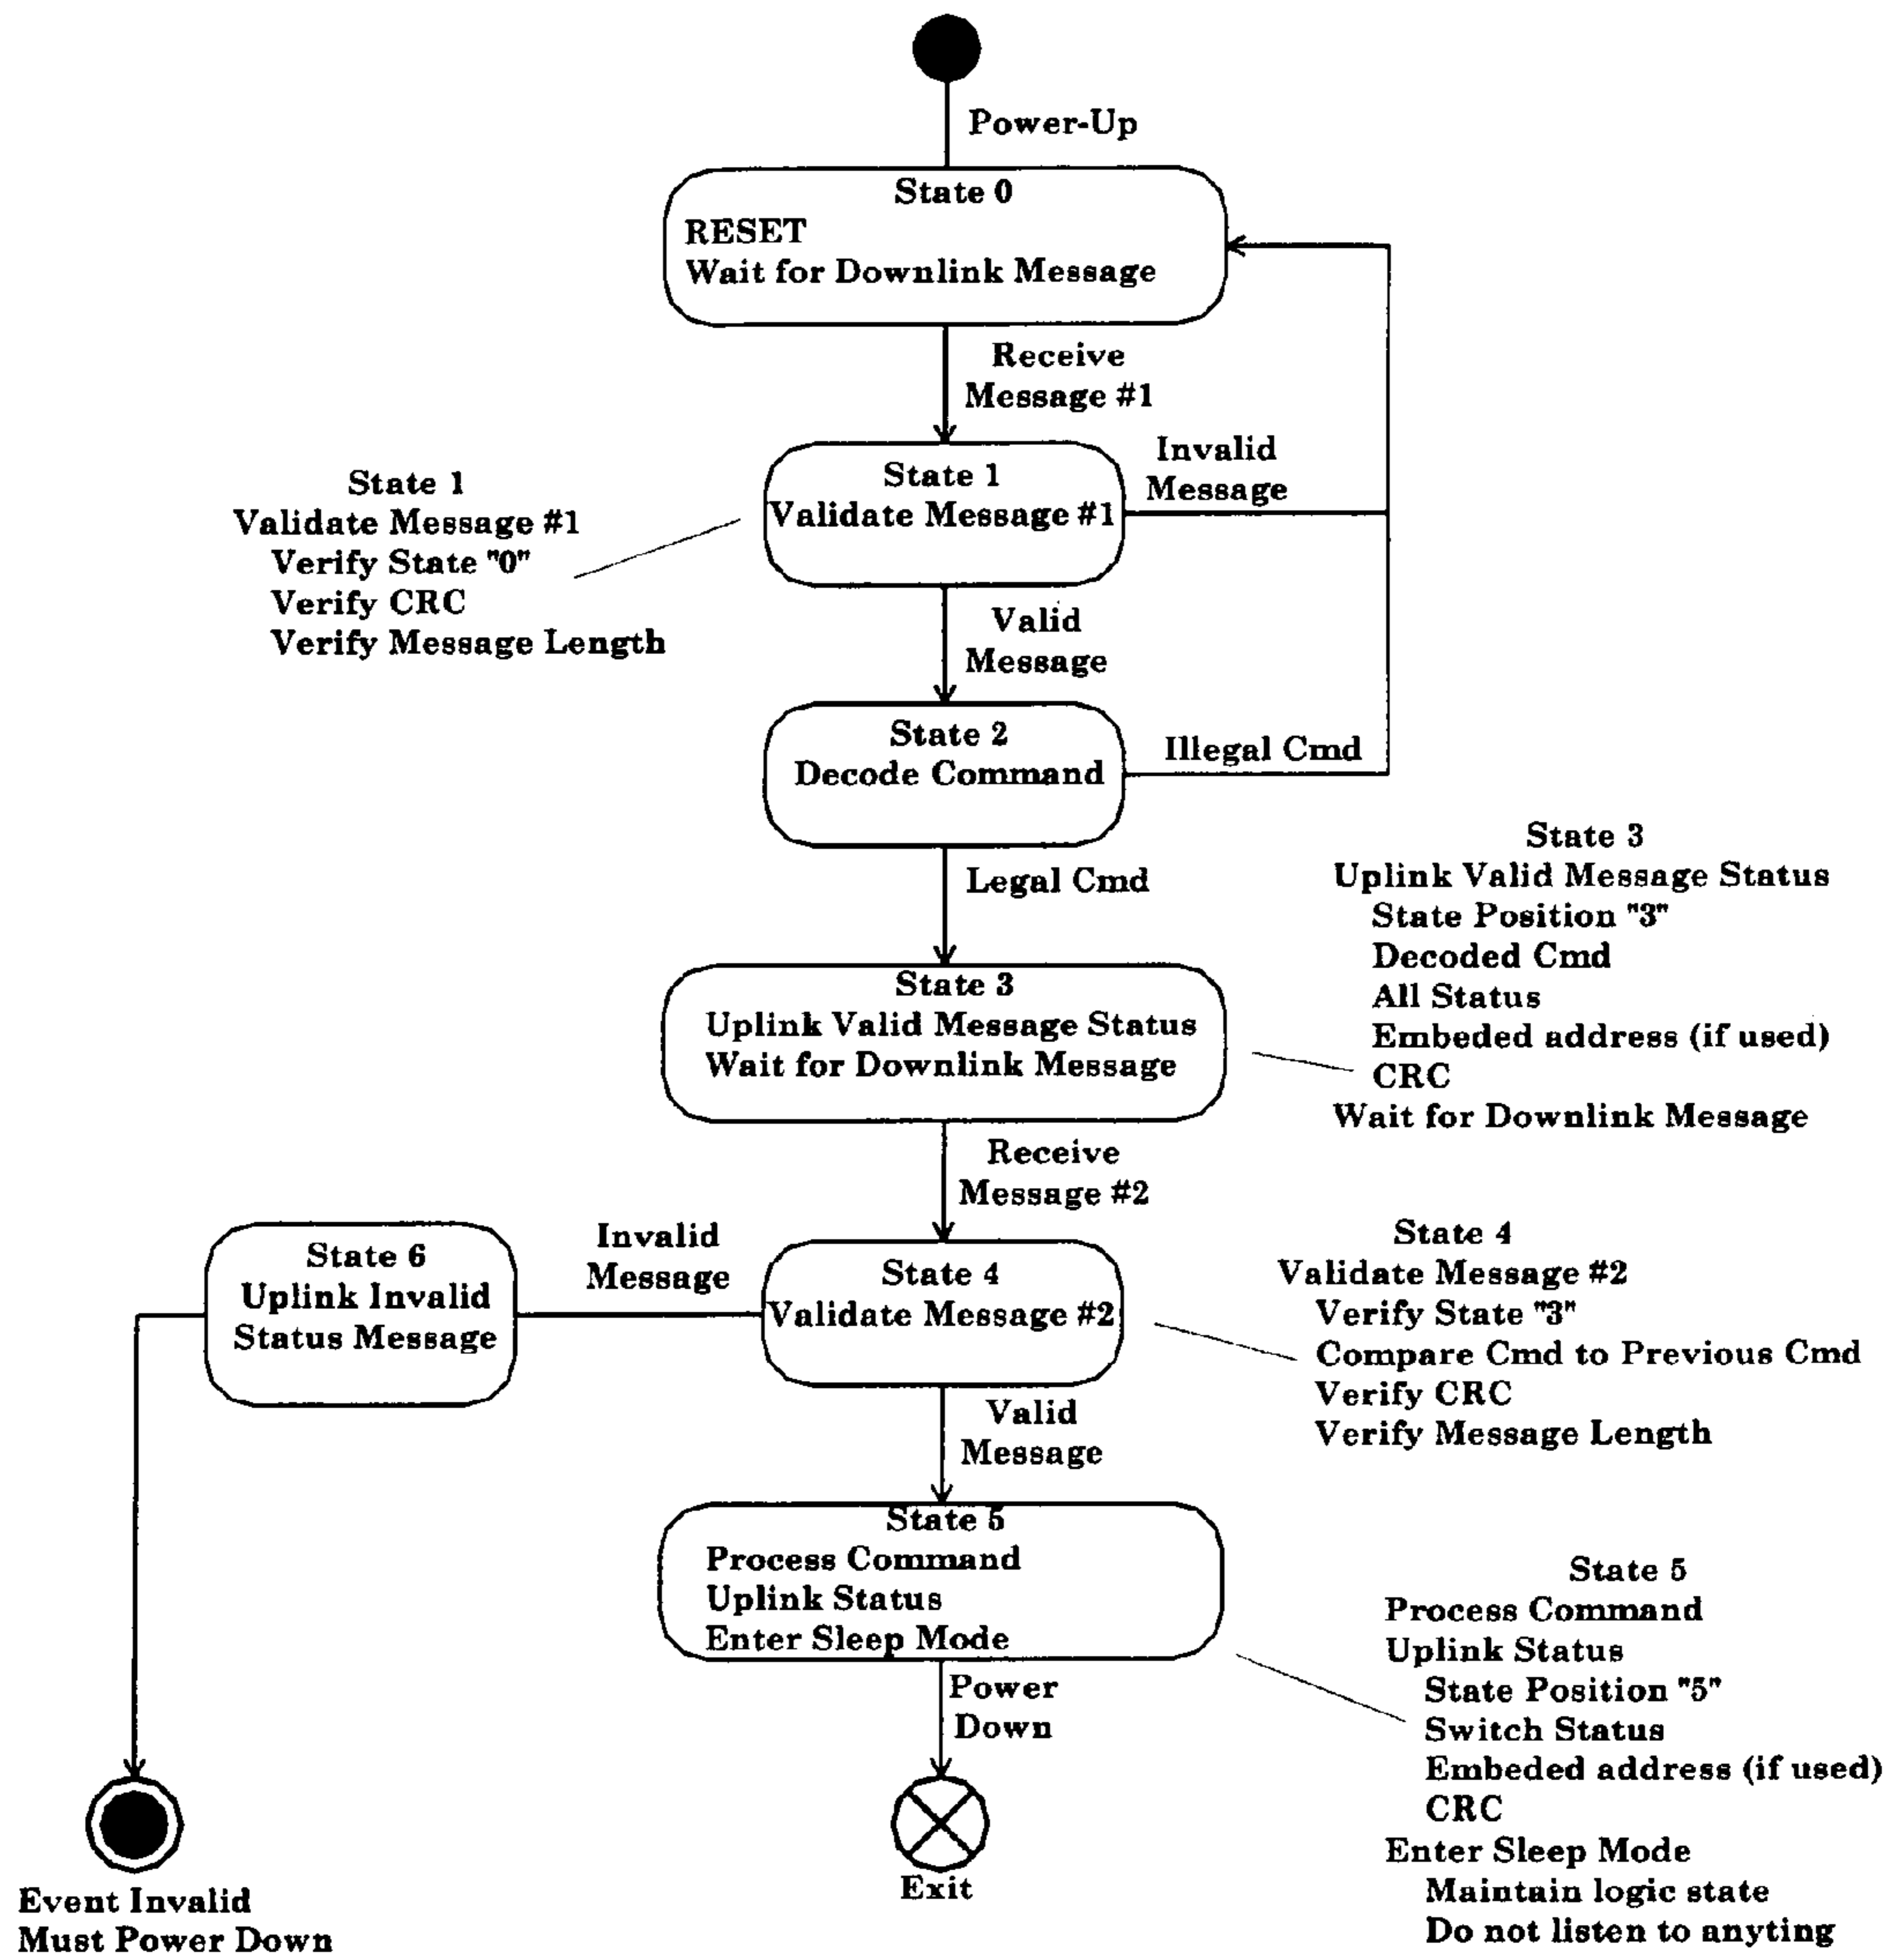 Power-Up
State 0
RESET
Wait for Downlink Message
Receive
Message #1
State 1
Validate Message #1
Invalid
Message
State 1
Validate Message #1
Verify State "0"
Verify CRC
Verify Message Length
Valid
Message
State 2
Decode Command
Illegal Cmd
Legal Cmd
State 3
Uplink Valid Message Status
Wait for Downlink Message
State 3
Uplink Valid Message Status
State Position "3"
Decoded Cmd
All Status
Embeded address (if used)
CRC
Wait for Downlink Message
Receive
Message #2
State 4
Validate Message #2
Invalid
Message
State 6
Uplink Invalid
Status Message
State 4
Validate Message #2
Verify State "3"
Compare Cmd to Previous Cmd
Verify CRC
Verify Message Length
Valid
Message
State 5
Process Command
Uplink Status
Enter Sleep Mode
State 5
Process Command
Uplink Status
State Position "5"
Switch Status
Embeded address (if used)
CRC
Enter Sleep Mode
Maintain logic state
Do not listen to anyting
Power
Down
Exit
Event Invalid
Must Power Down